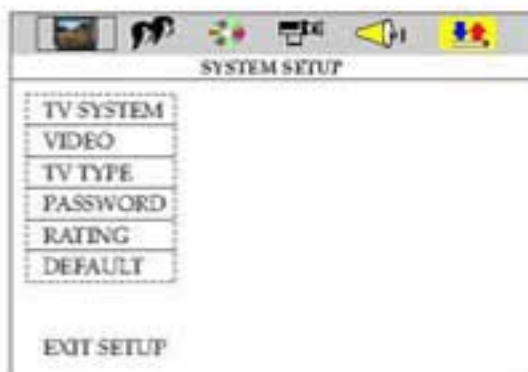 SYSTEM SETUP
TV SYSTEM
VIDEO
TV TYPE
PASSWORD
RATING
DEFAULT
EXIT SETUP